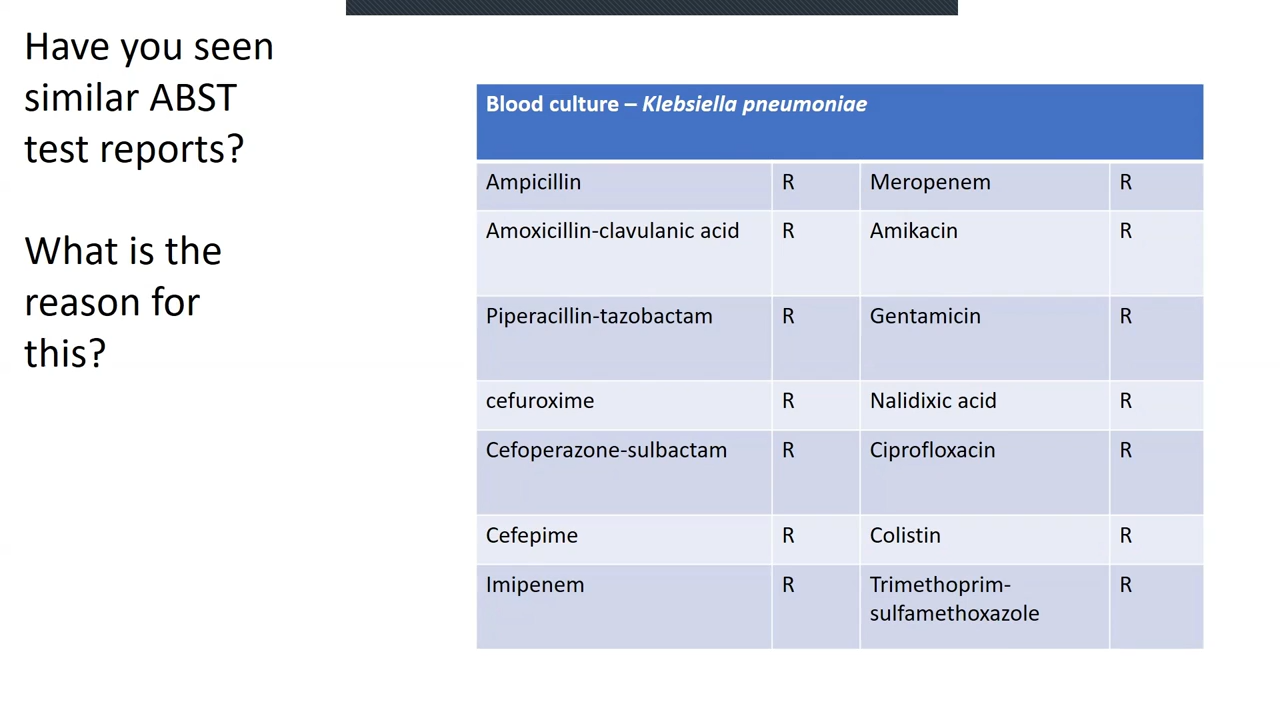 Have you seen
similar ABST
test reports?
What is the
reason for
this?
Blood culture – Klebsiella pneumoniae
Ampicillin R Meropenem R
Amoxicillin-clavulanic acid R Amikacin R
Piperacillin-tazobactam R Gentamicin R
cefuroxime R Nalidixic acid R
Cefoperazone-sulbactam R Ciprofloxacin R
Cefepime R Colistin R
Imipenem R Trimethoprim- R
sulfamethoxazole